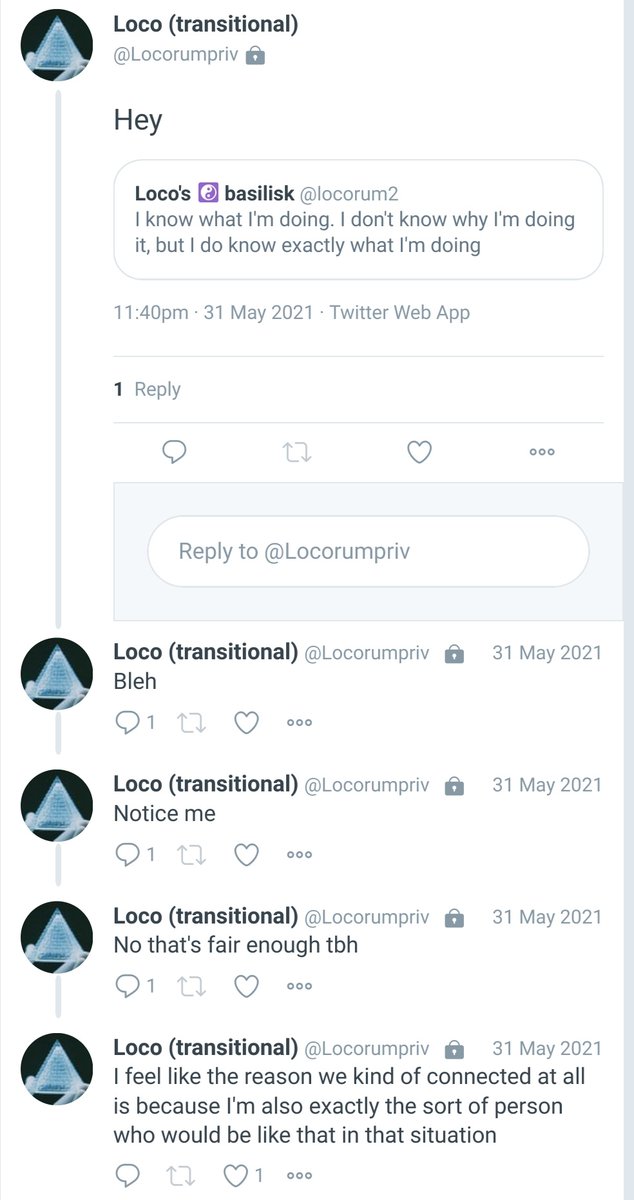 Loco (transitional)
@Locorumpriv
Hey
Loco's ☯ basilisk @locorum2
I know what I'm doing. I don't know why I'm doing
it, but I do know exactly what I'm doing
11:40pm · 31 May 2021 · Twitter Web App
1 Reply
Reply to @Locorumpriv
Loco (transitional) @Locorumpriv 31 May 2021
Bleh
1
Loco (transitional) @Locorumpriv 31 May 2021
Notice me
1
Loco (transitional) @Locorumpriv 31 May 2021
No that's fair enough tbh
1
Loco (transitional) @Locorumpriv 31 May 2021
I feel like the reason we kind of connected at all
is because I'm also exactly the sort of person
who would be like that in that situation
1